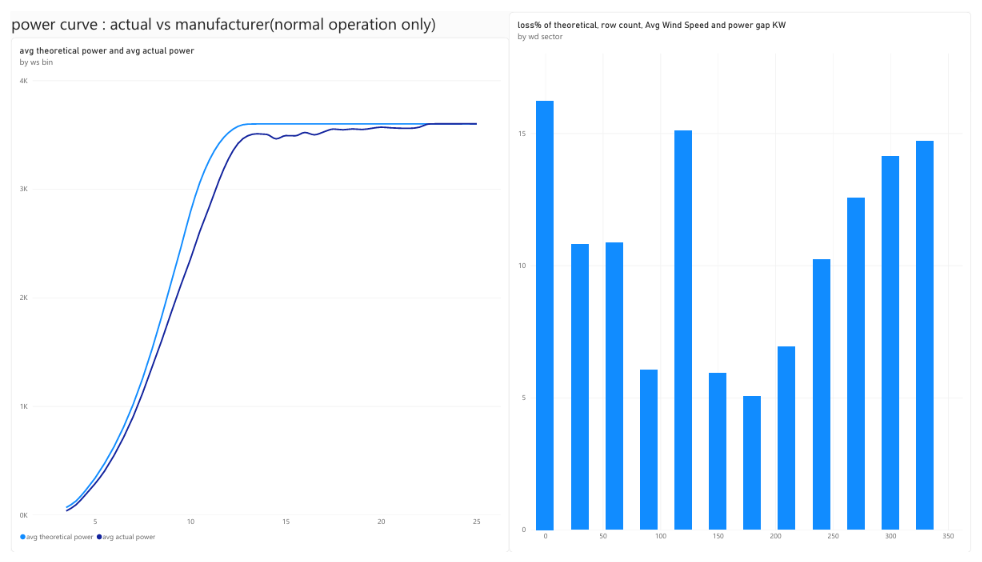 power curve : actual vs manufacturer(normal operation only)
avg theoretical power and avg actual power
by ws bin
4K
3K
2K
1K
0K
5 10 15 20 25
avg theoretical power avg actual power
loss% of theoretical, row count, Avg Wind Speed and power gap KW
by wd sector
15
10
5
0
0 50 100 150 200 250 300 350